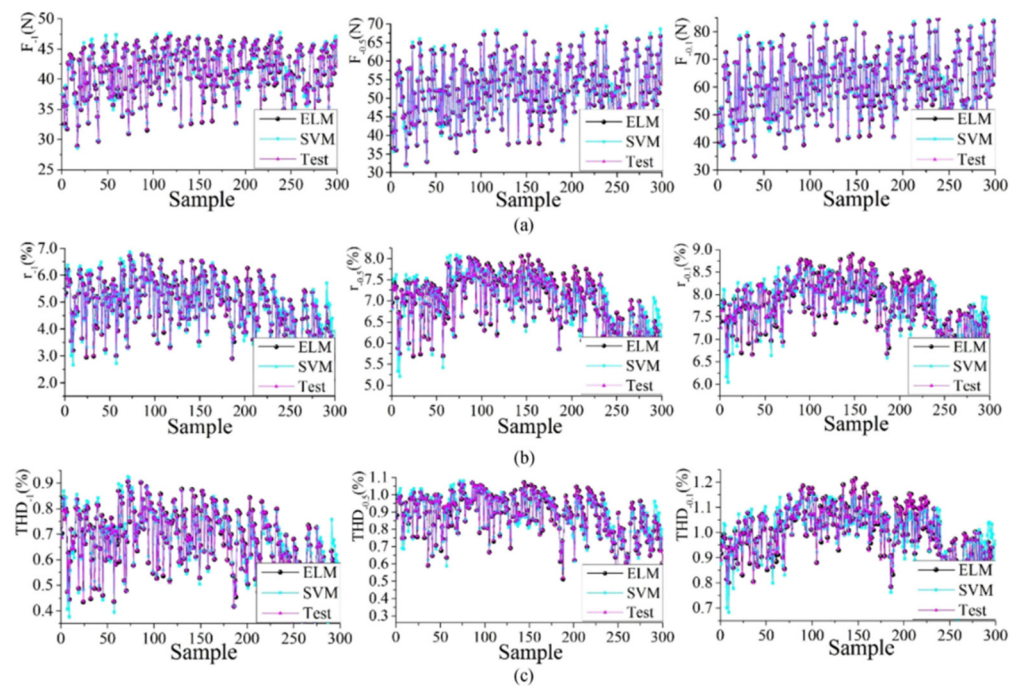 F-1(N)
50
45
40
35
30
25
0 50 100 150 200 250 300
Sample
ELM
SVM
Test
F-0.5(N)
70
65
60
55
50
45
40
35
30
0 50 100 150 200 250 300
Sample
ELM
SVM
Test
F-0.1(N)
80
70
60
50
40
30
0 50 100 150 200 250 300
Sample
ELM
SVM
Test
(a)
r-1(%)
7.0
6.0
5.0
4.0
3.0
2.0
0 50 100 150 200 250 300
Sample
ELM
SVM
Test
r-0.5(%)
8.0
7.5
7.0
6.5
6.0
5.5
5.0
0 50 100 150 200 250 300
Sample
ELM
SVM
Test
r-0.1(%)
9.0
8.5
8.0
7.5
7.0
6.5
6.0
0 50 100 150 200 250 300
Sample
ELM
SVM
Test
(b)
THD-1(%)
0.9
0.8
0.7
0.6
0.5
0.4
0 50 100 150 200 250 300
Sample
ELM
SVM
Test
THD-0.5(%)
1.1
1.0
0.9
0.8
0.7
0.6
0.5
0.4
0.3
0 50 100 150 200 250 300
Sample
ELM
SVM
Test
THD-0.1(%)
1.2
1.1
1.0
0.9
0.8
0.7
0 50 100 150 200 250 300
Sample
ELM
SVM
Test
(c)